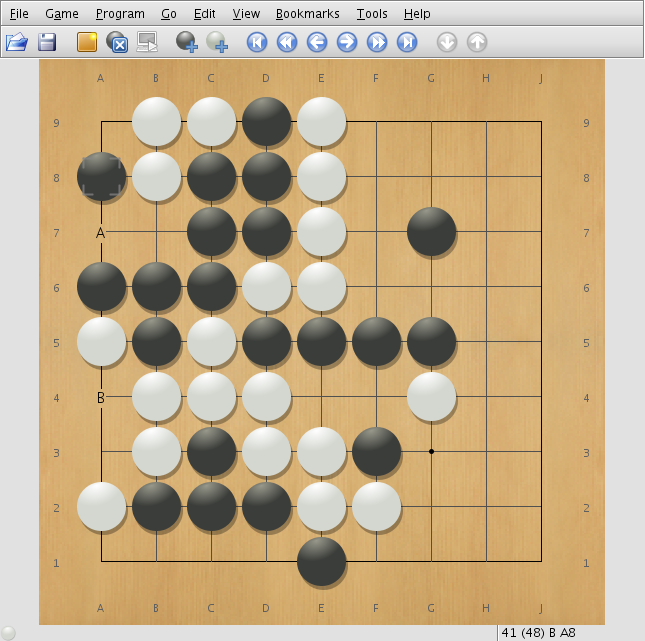 File Game Program Go Edit View Bookmarks Tools Help
A B C D E F G H J
9 9
8 8
A
7 7
6 6
5 5
B
4 4
3 3
2 2
1 1
A B C D E F G H J
41 (48) B A8